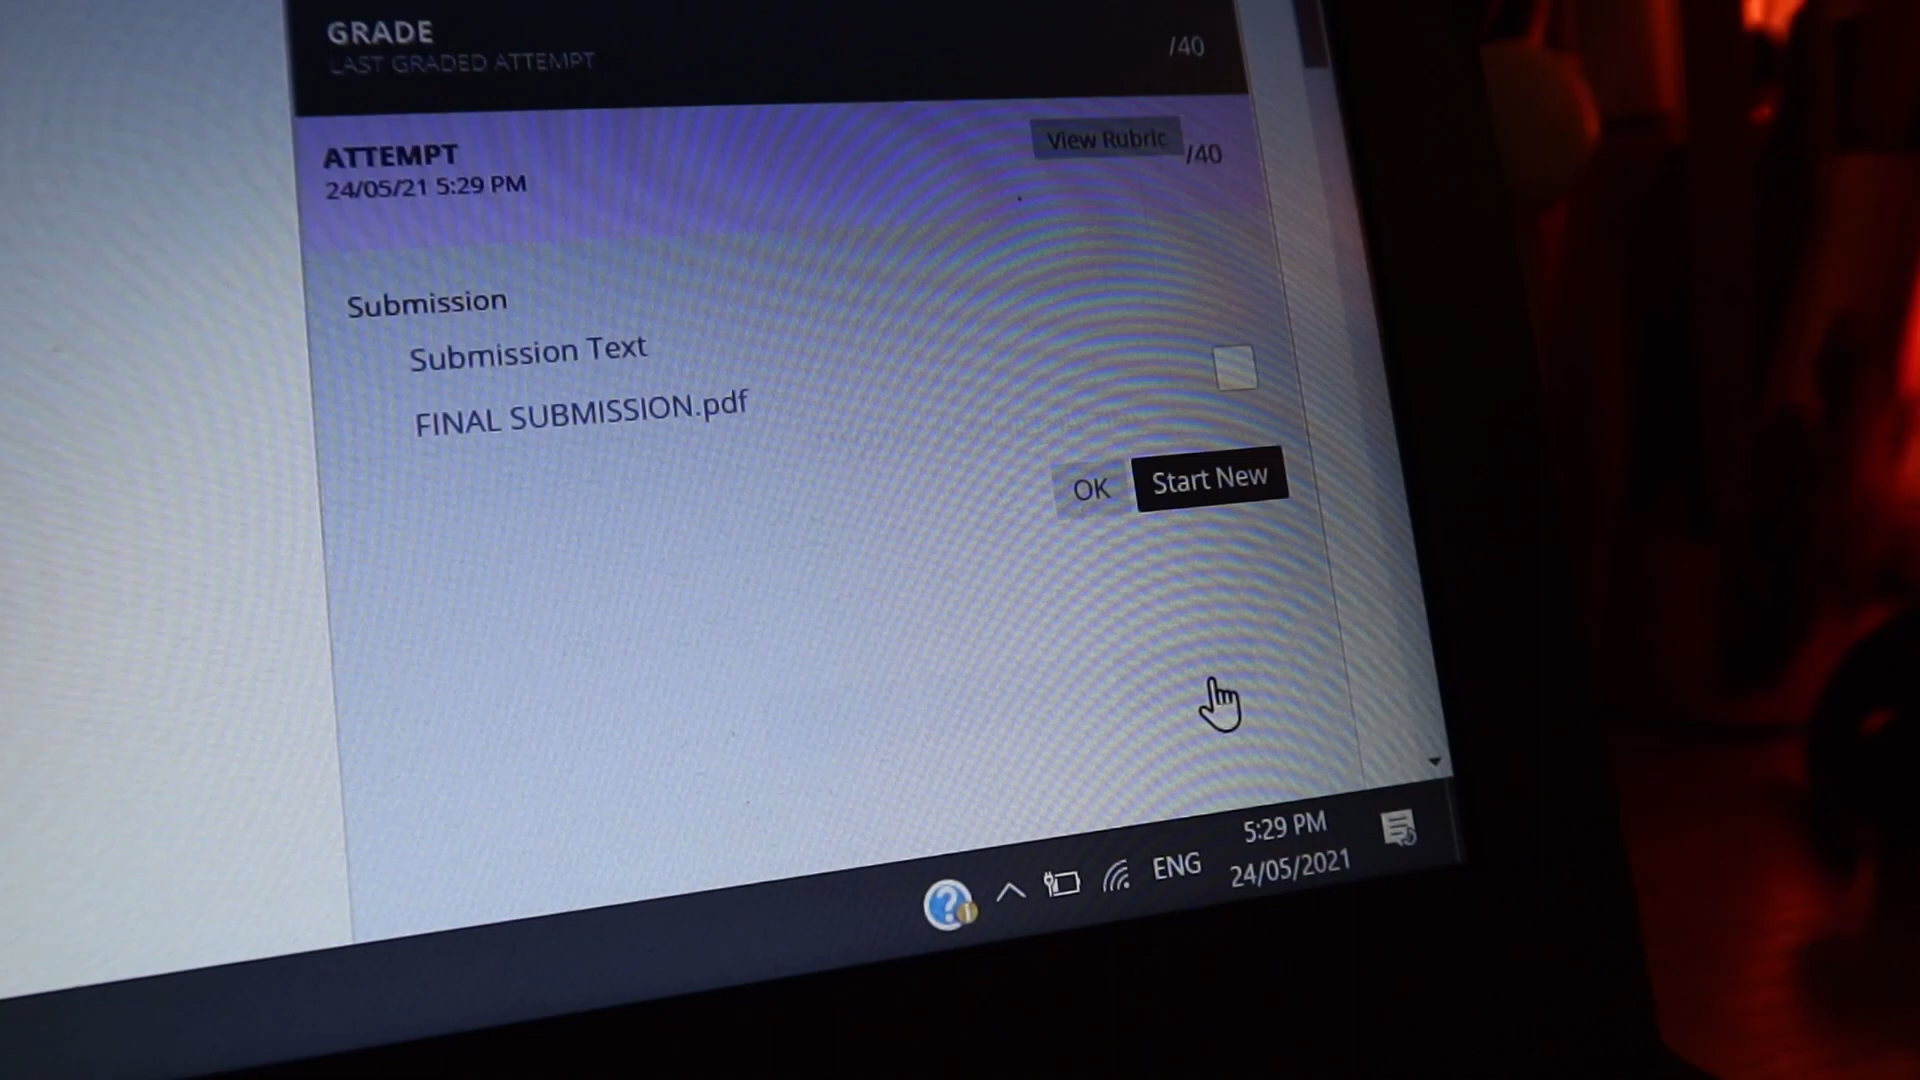 GRADE
LAST GRADED ATTEMPT
/40
ATTEMPT
24/05/21 5:29 PM
View Rubric
/40
Submission
Submission Text
FINAL SUBMISSION.pdf
OK
Start New
ENG
5:29 PM
24/05/2021